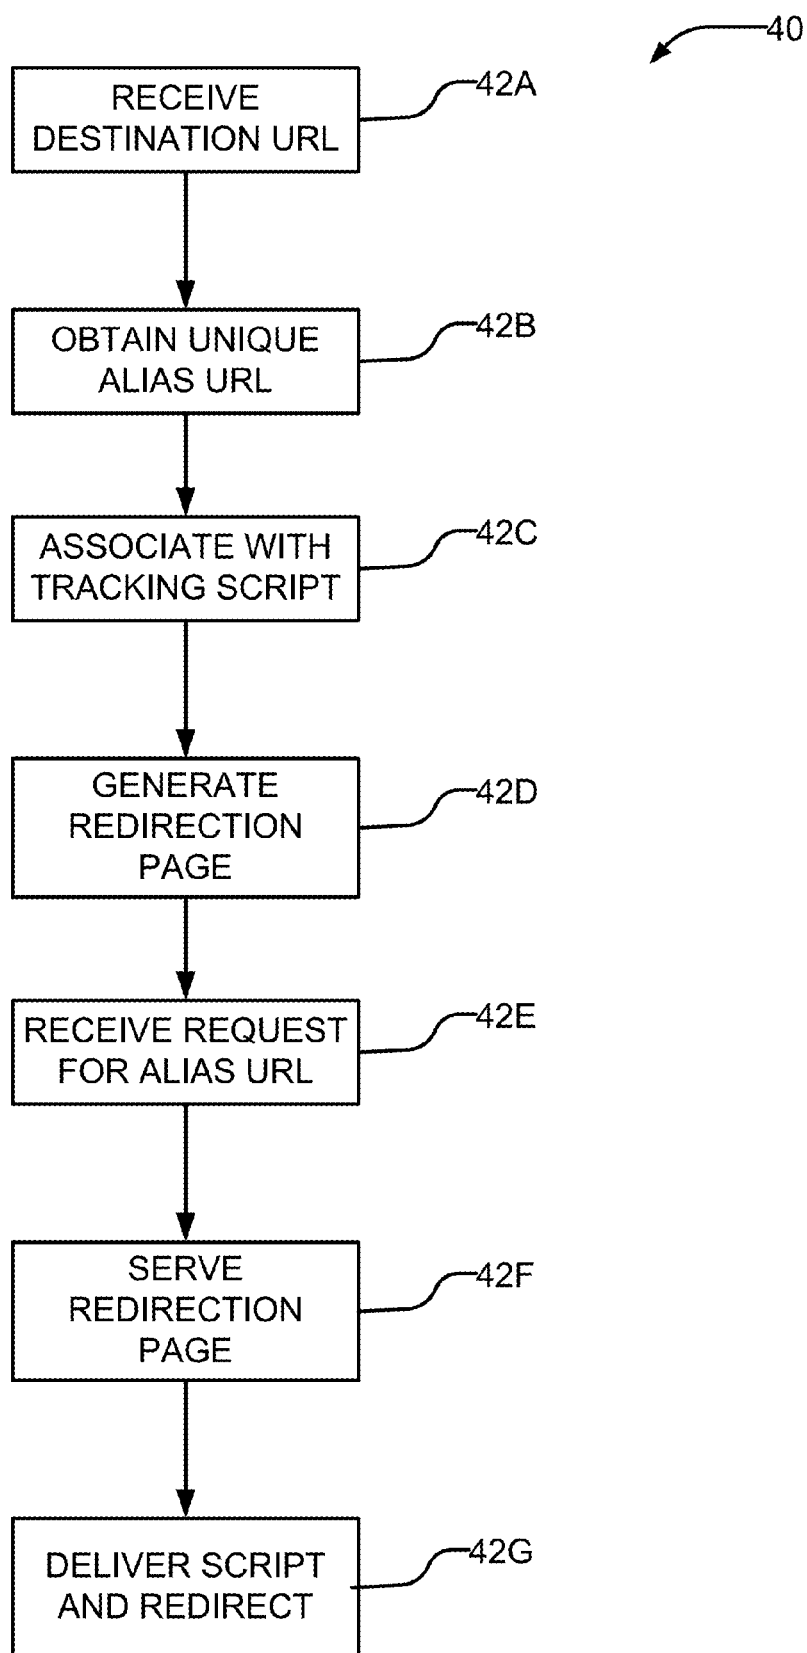 40
RECEIVE
DESTINATION URL
42A
OBTAIN UNIQUE
ALIAS URL
42B
ASSOCIATE WITH
TRACKING SCRIPT
42C
GENERATE
REDIRECTION
PAGE
42D
RECEIVE REQUEST
FOR ALIAS URL
42E
SERVE
REDIRECTION
PAGE
42F
DELIVER SCRIPT
AND REDIRECT
42G